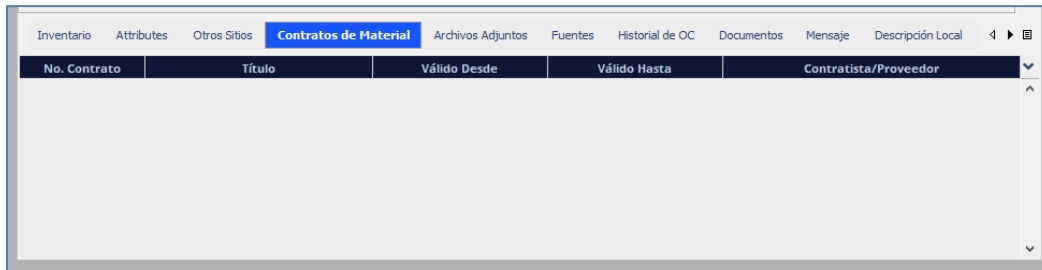 Inventario Attributes Otros Sitios Contratos de Material Archivos Adjuntos Fuentes Historial de OC Documentos Mensaje Descripción Local
No. Contrato Título Válido Desde Válido Hasta Contratista/Proveedor